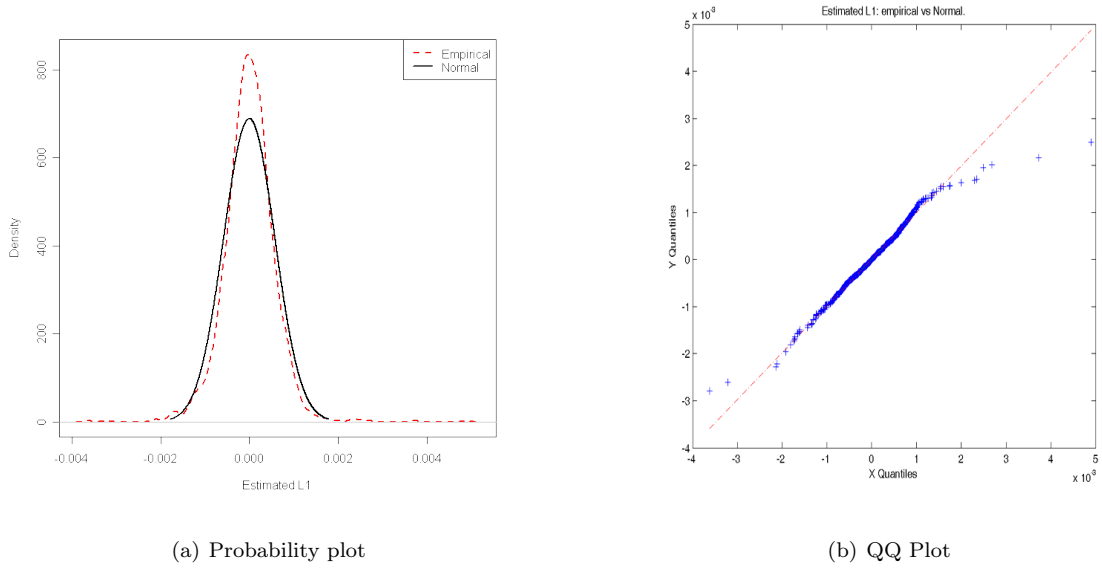 Empirical
Normal
800
600
400
200
0
Density
-0.004
-0.002
0.000
0.002
0.004
Estimated L1
(a) Probability plot
x 10⁻³
Estimated L1: empirical vs Normal.
5
4
3
2
1
0
-1
-2
-3
-4
Y Quantiles
-4
-3
-2
-1
0
1
2
3
4
5
X Quantiles
x 10⁻³
(b) QQ Plot